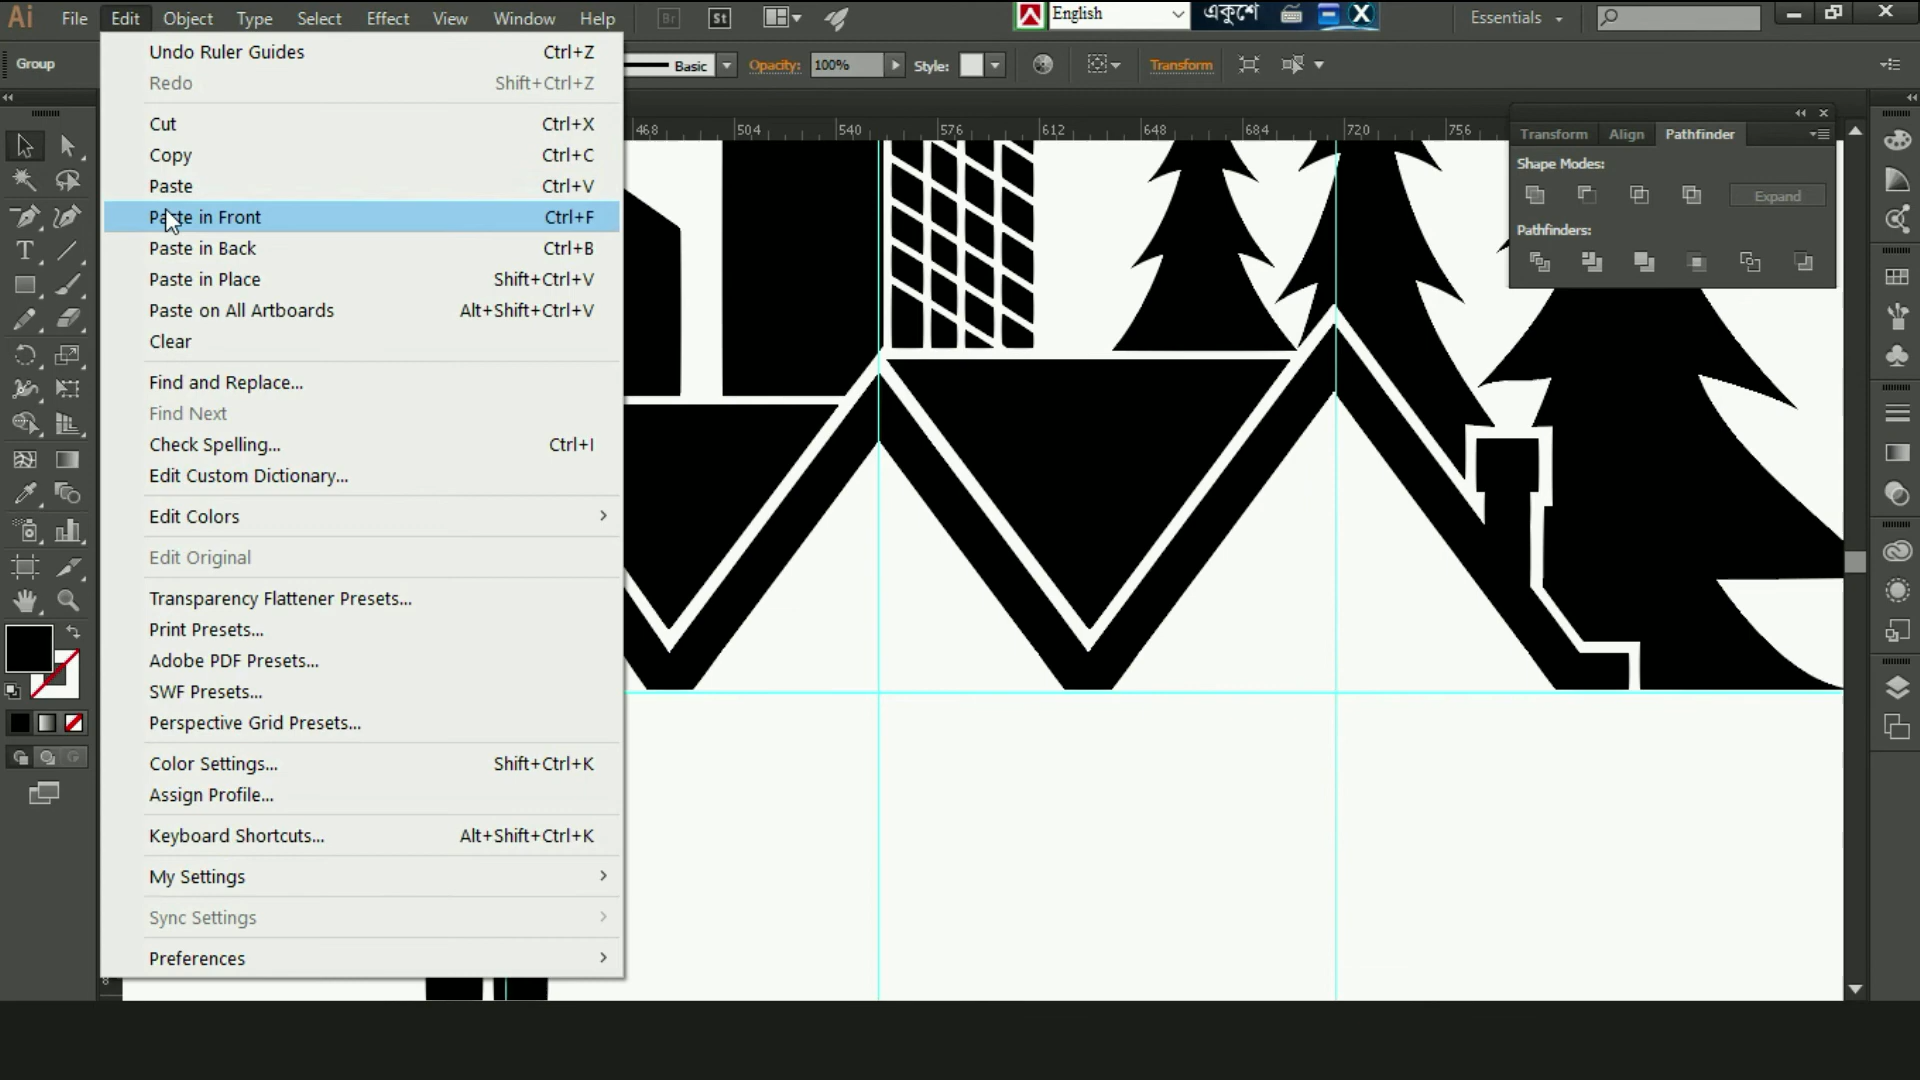 Ai File Edit Object Type Select Effect View Window Help Br St English একুশে X Essentials
Group Basic Opacity: 100% Style: Transform
Undo Ruler Guides Ctrl+Z
Redo Shift+Ctrl+Z
Cut Ctrl+X
Copy Ctrl+C
Paste Ctrl+V
Paste in Front Ctrl+F
Paste in Back Ctrl+B
Paste in Place Shift+Ctrl+V
Paste on All Artboards Alt+Shift+Ctrl+V
Clear
Find and Replace...
Find Next
Check Spelling... Ctrl+I
Edit Custom Dictionary...
Edit Colors
Edit Original
Transparency Flattener Presets...
Print Presets...
Adobe PDF Presets...
SWF Presets...
Perspective Grid Presets...
Color Settings... Shift+Ctrl+K
Assign Profile...
Keyboard Shortcuts... Alt+Shift+Ctrl+K
My Settings
Sync Settings
Preferences
468 504 540 576 612 648 684 720 756
Transform Align Pathfinder
Shape Modes:
Expand
Pathfinders: